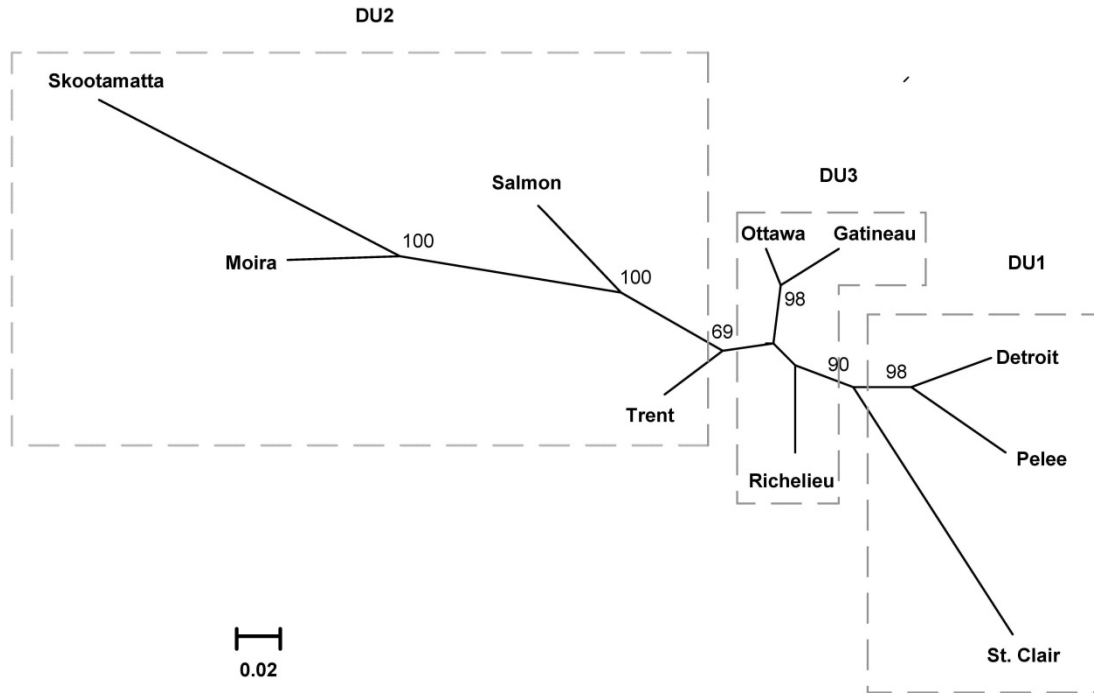 DU2
Skootamatta
Salmon
DU3
Ottawa Gatineau
Moira
100
DU1
100
98
69
Detroit
90
98
Trent
Pelee
Richelieu
St. Clair
0.02